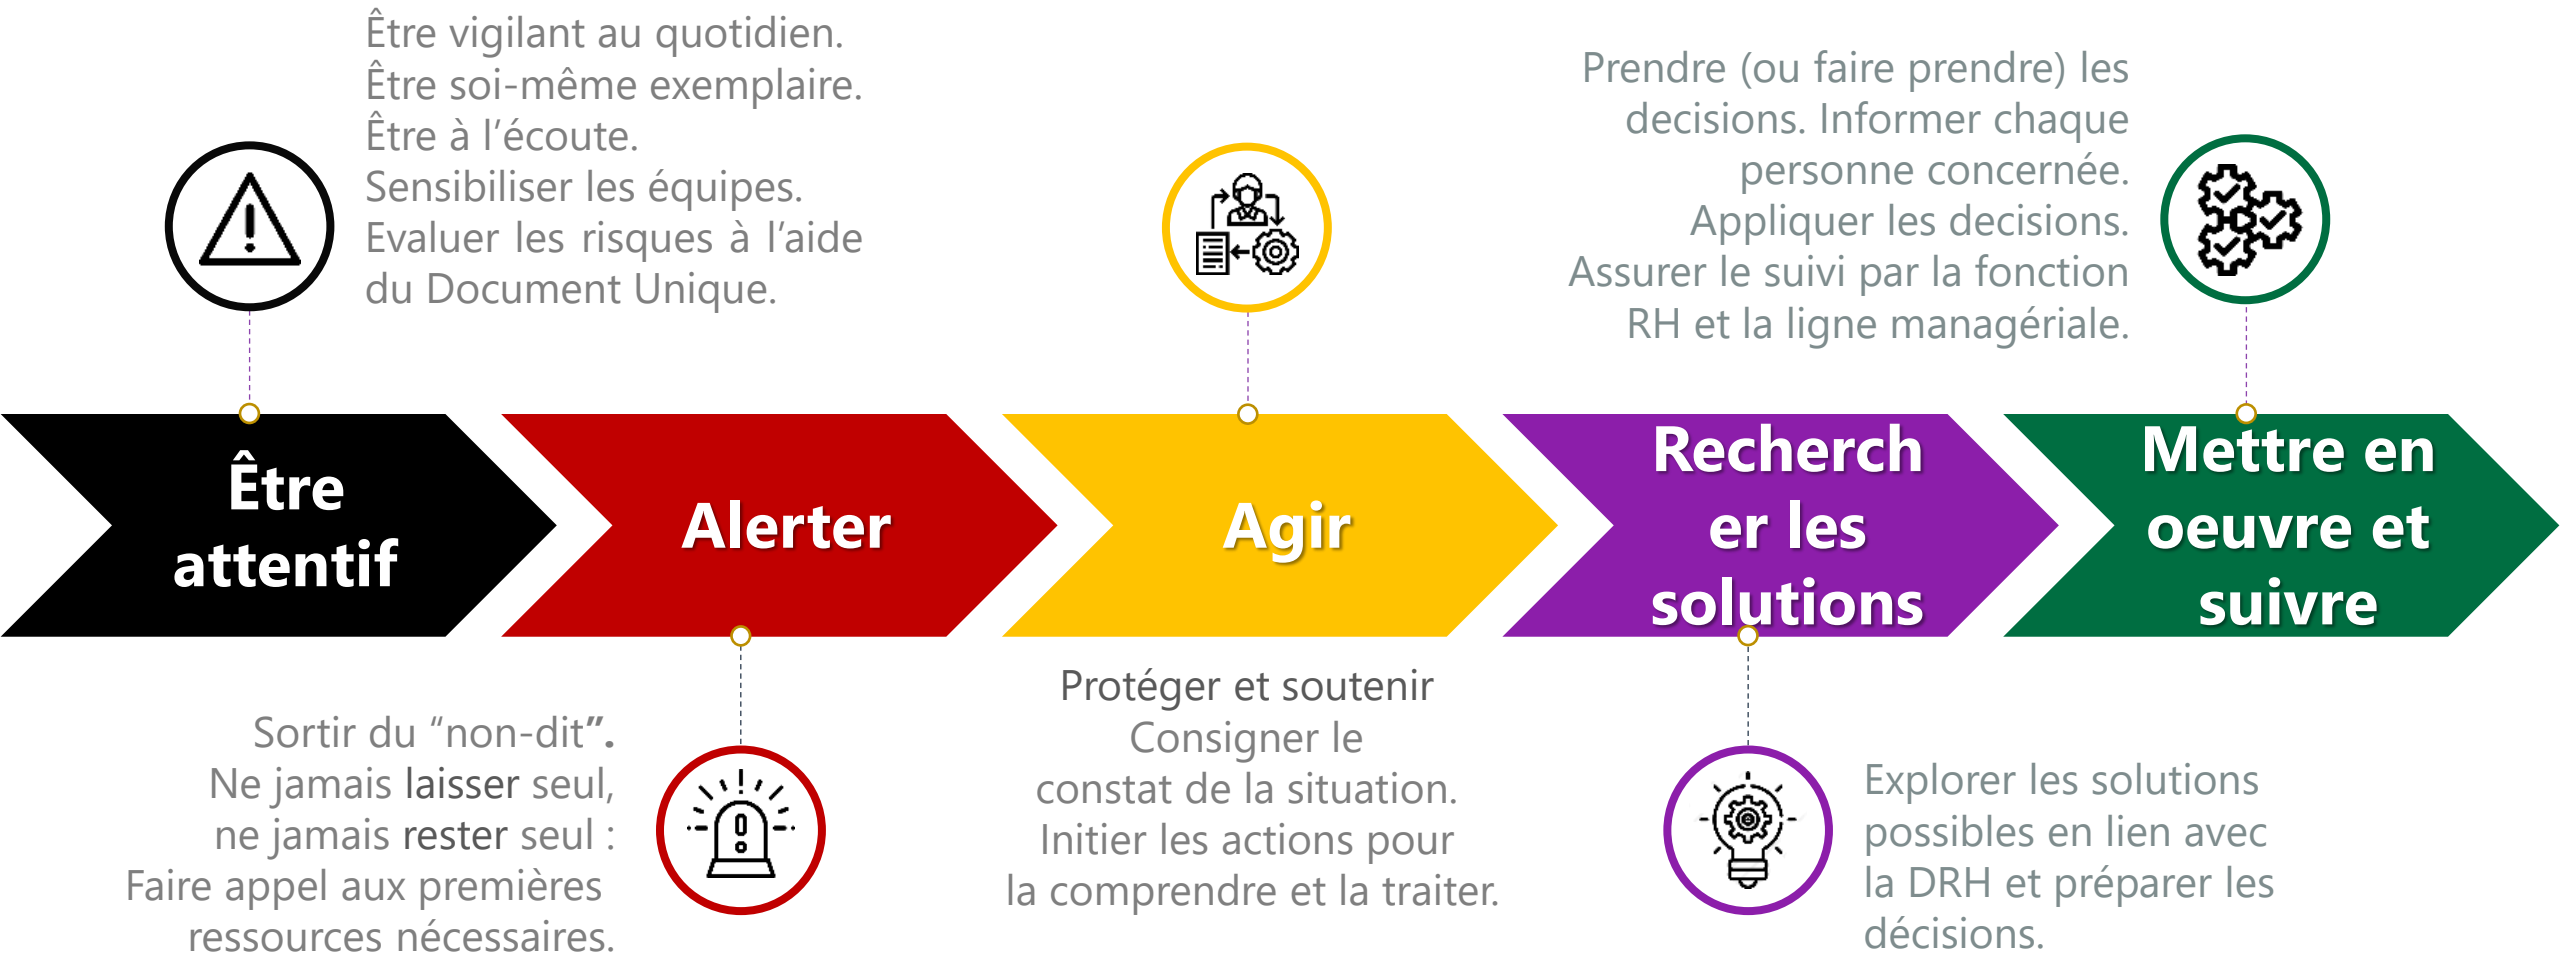 Être vigilant au quotidien.
Être soi-même exemplaire.
Être à l’écoute.
Sensibiliser les équipes.
Evaluer les risques à l’aide
du Document Unique.
Prendre (ou faire prendre) les
decisions. Informer chaque
personne concernée.
Appliquer les decisions.
Assurer le suivi par la fonction
RH et la ligne managériale.
Être
attentif
Alerter
Agir
Recherch
er les
solutions
Mettre en
oeuvre et
suivre
Sortir du “non-dit”.
Ne jamais laisser seul,
ne jamais rester seul :
Faire appel aux premières
ressources nécessaires.
Protéger et soutenir
Consigner le
constat de la situation.
Initier les actions pour
la comprendre et la traiter.
Explorer les solutions
possibles en lien avec
la DRH et préparer les
décisions.